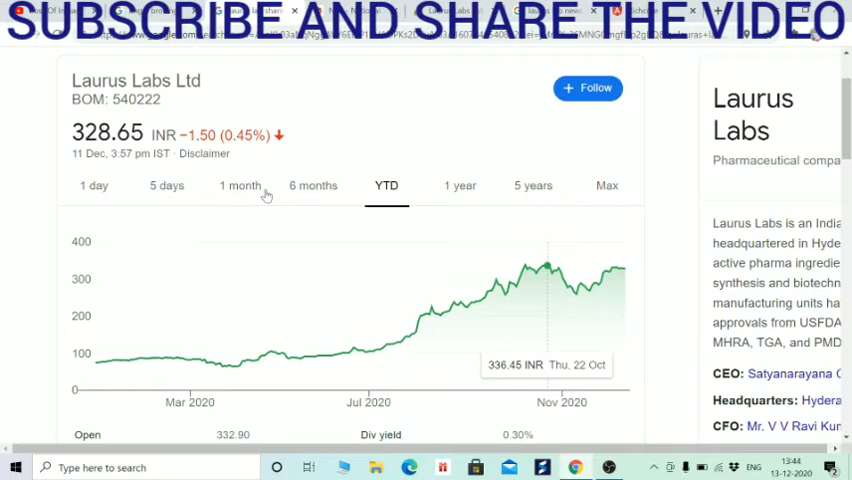 SUBSCRIBE AND SHARE THE VIDEO
Laurus Labs Ltd
BOM: 540222
+ Follow
328.65 INR −1.50 (0.45%) ↓
11 Dec, 3:57 pm IST · Disclaimer
1 day 5 days 1 month 6 months YTD 1 year 5 years Max
400
300
200
100
0
336.45 INR Thu, 22 Oct
Mar 2020 Jul 2020 Nov 2020
Open 332.90 Div yield 0.30%
Laurus
Labs
Pharmaceutical compa
Laurus Labs is an India
headquartered in Hyde
active pharma ingredie
synthesis and biotechn
manufacturing units ha
approvals from USFDA
MHRA, TGA, and PMD
CEO: Satyanarayana C
Headquarters: Hydera
CFO: Mr. V V Ravi Kum
Type here to search
ENG
13:44
13-12-2020
2